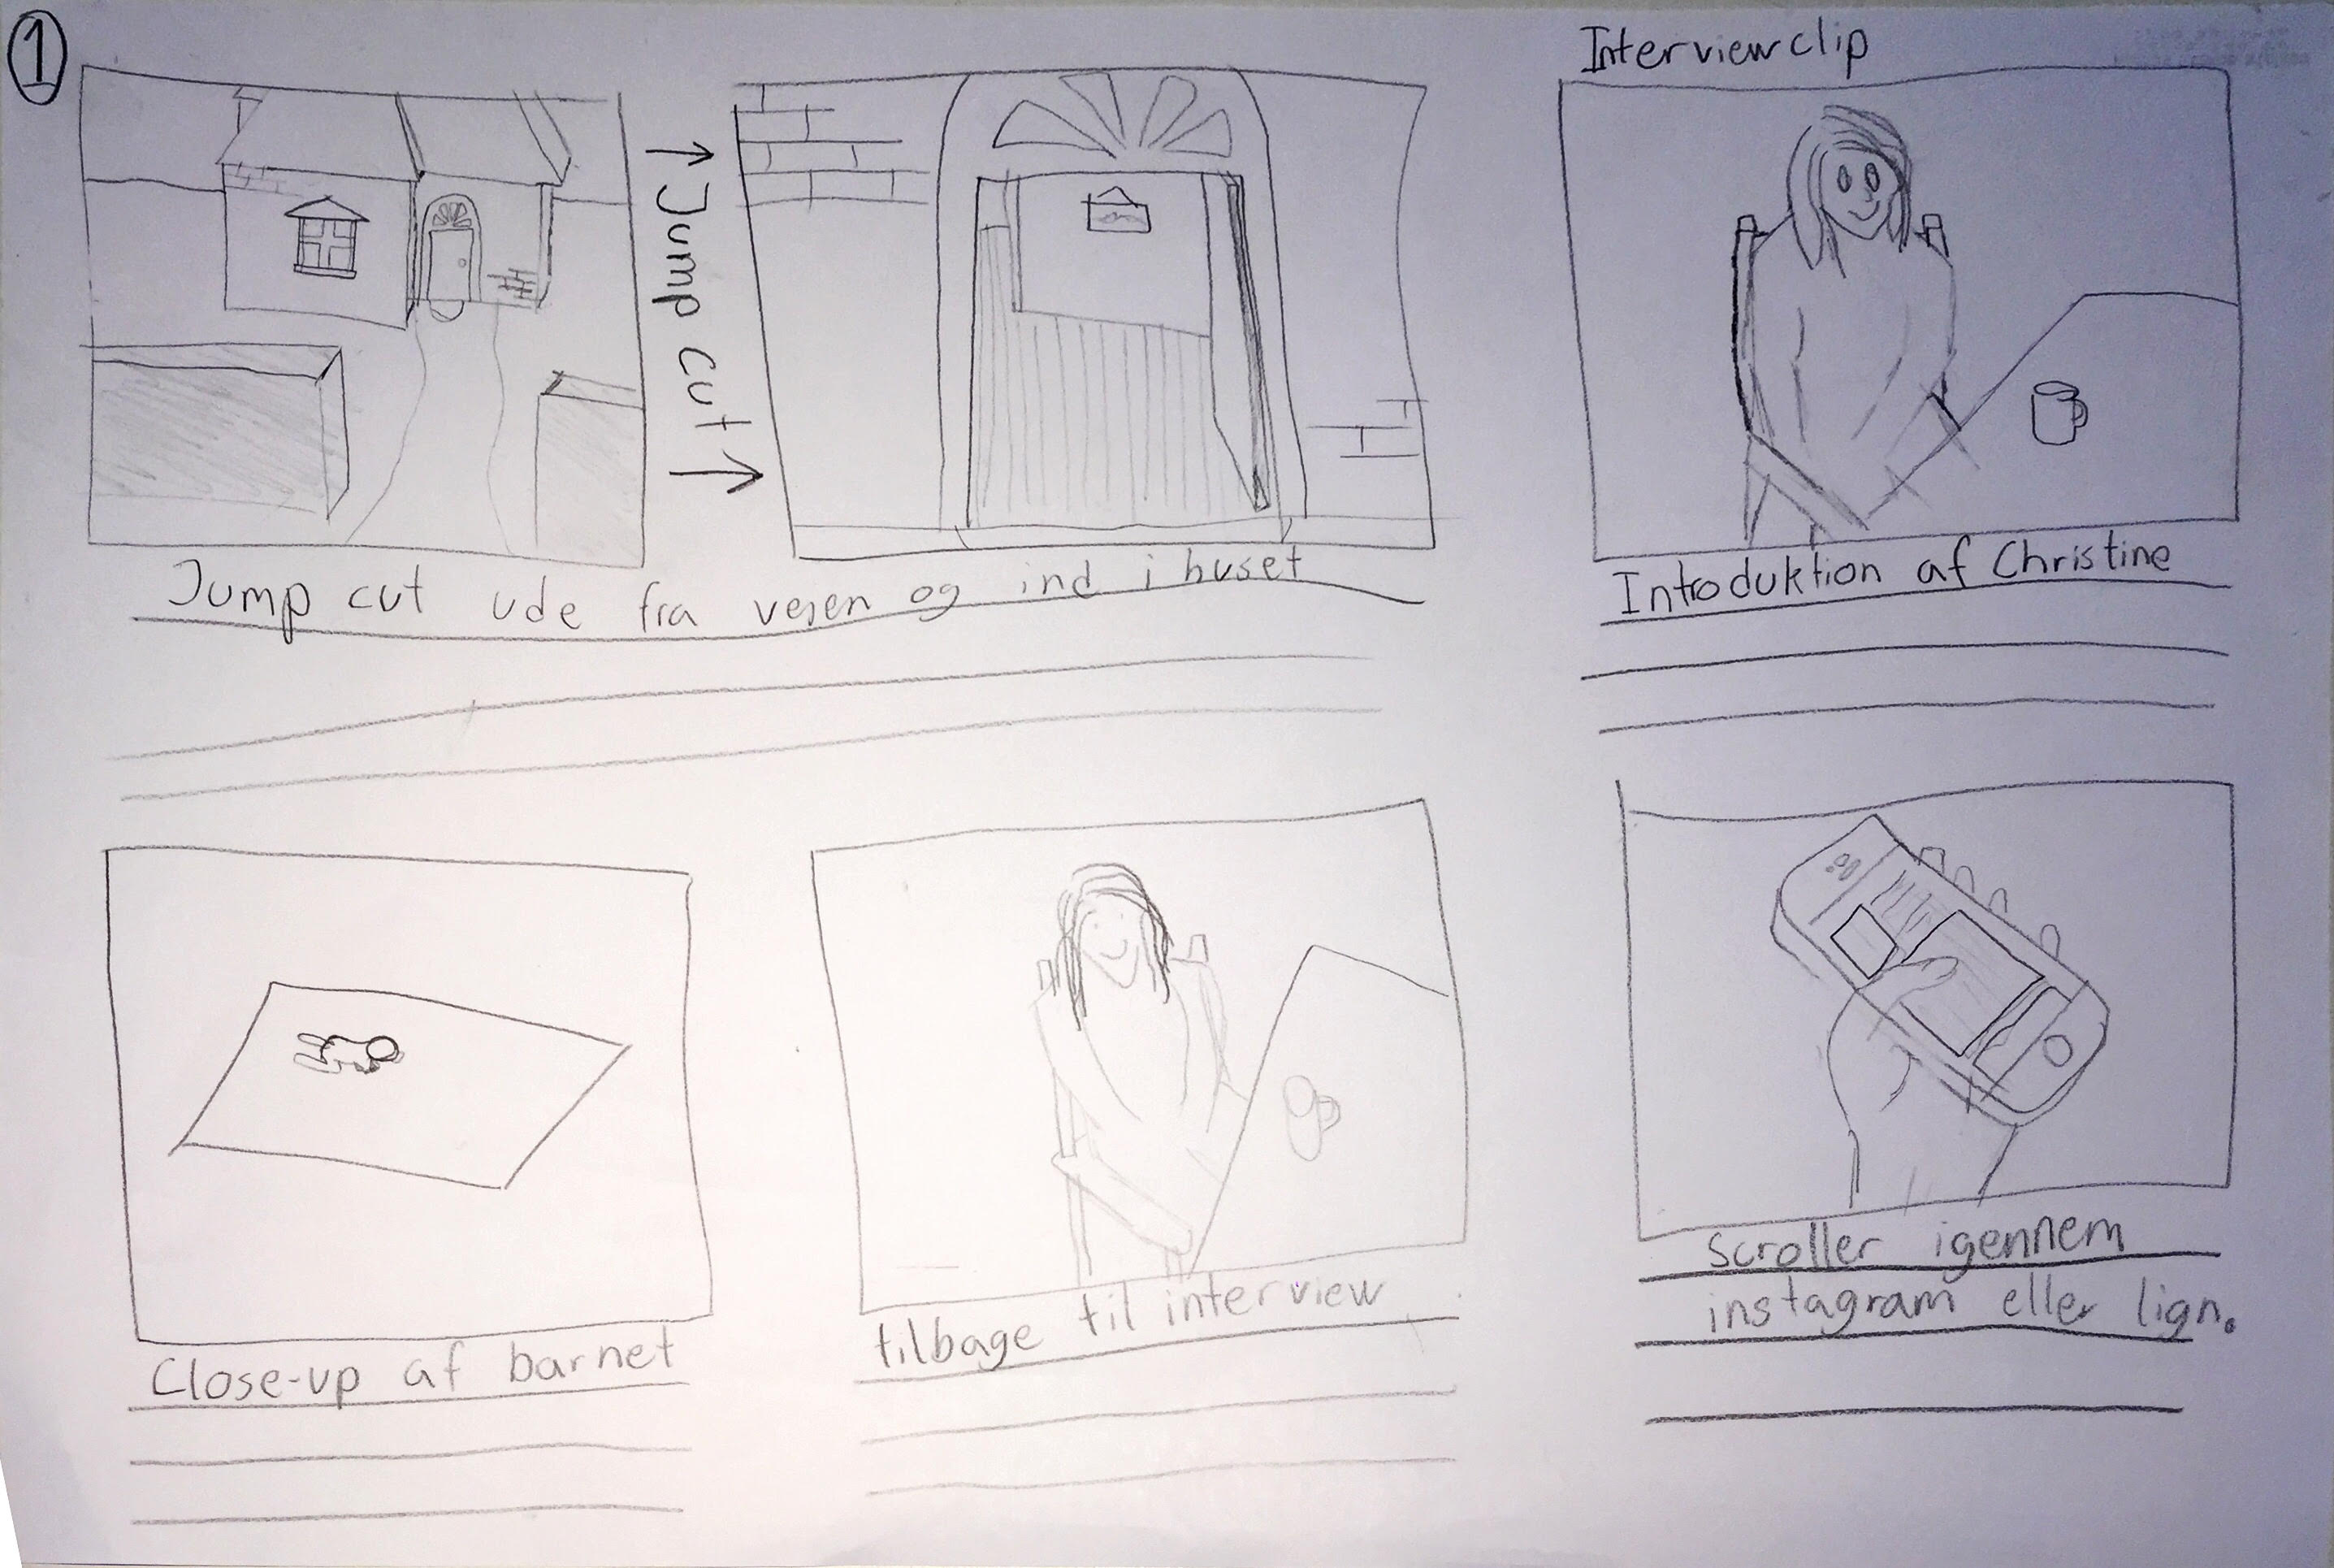 1
Interviewclip
→ Jump cut →
Jump cut ude fra vejen og ind i huset
Introduktion af Christine
Close-up af barnet
tilbage til interview
Scroller igennem
instagram eller lign.